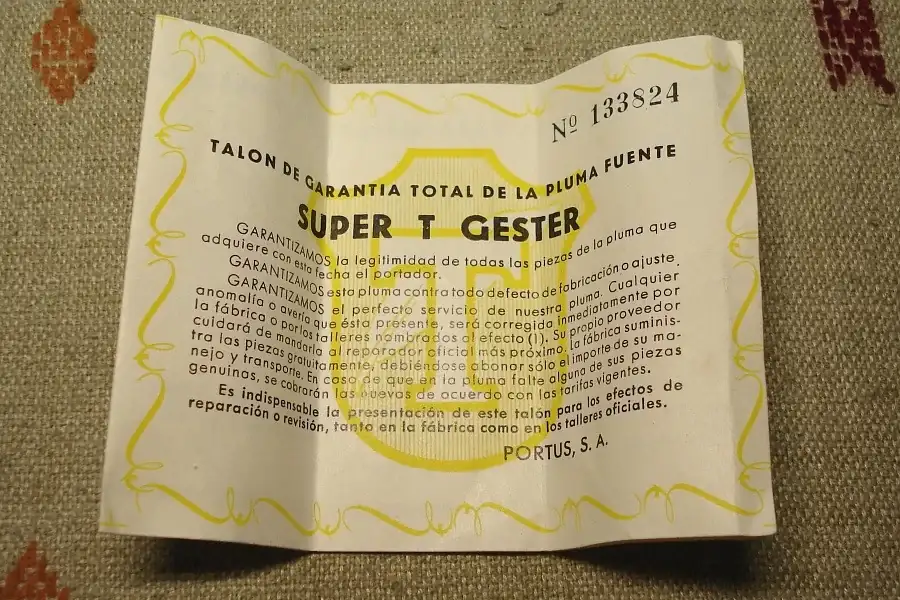 Nº 133824
TALON DE GARANTIA TOTAL DE LA PLUMA FUENTE
SUPER T GESTER
GARANTIZAMOS la legitimidad de todas las piezas de la pluma que
adquiere con esta fecha el portador.
GARANTIZAMOS esta pluma contra todo defecto de fabricación o ajuste.
GARANTIZAMOS el perfecto servicio de nuestra pluma. Cualquier
anomalía o avería que ésta presente, será corregida inmediatamente por
la fábrica o por los talleres nombrados al efecto (1). Su propio proveedor
cuidará de mandarla al reparador oficial más próximo. La fábrica suminis-
tra las piezas gratuitamente, debiéndose abonar sólo el importe de su ma-
nejo y transporte. En caso de que en la pluma falte alguna de sus piezas
genuinas, se cobrarán las nuevas de acuerdo con las tarifas vigentes.
Es indispensable la presentación de este talón para los efectos de
reparación o revisión, tanto en la fábrica como en los talleres oficiales.
PORTUS, S. A.
T